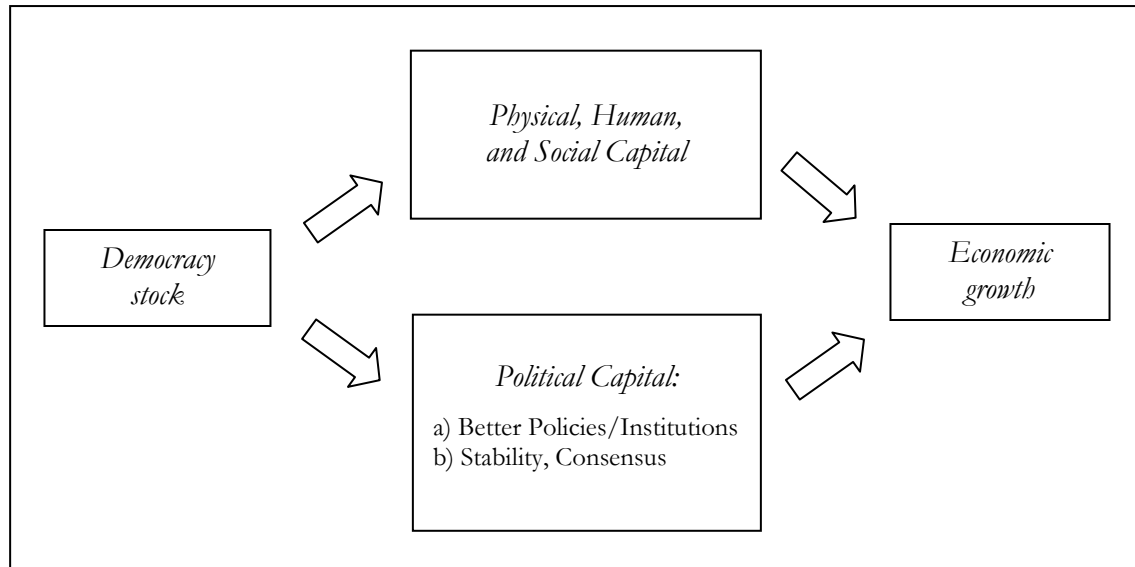 Physical, Human,
and Social Capital
Democracy
stock
Economic
growth
Political Capital:
a) Better Policies/Institutions
b) Stability, Consensus